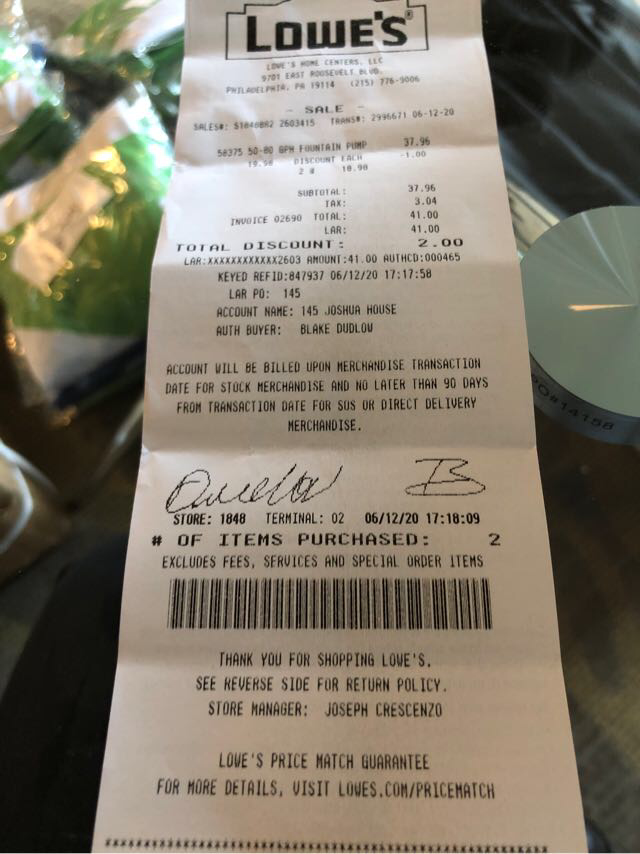 LOWE'S®
LOWE'S HOME CENTERS, LLC
9701 EAST ROOSEVELT BLVD.
PHILADELPHIA, PA 19114 (215) 776-9006
- SALE -
SALES#: S1848BR2 2603415 TRANS#: 2996671 06-12-20
58375 50-80 GPH FOUNTAIN PUMP 37.96
19.98 DISCOUNT EACH -1.00
2 @ 18.98
SUBTOTAL: 37.96
TAX: 3.04
INVOICE 02690 TOTAL: 41.00
LAR: 41.00
TOTAL DISCOUNT: 2.00
LAR:XXXXXXXXXXXX2603 AMOUNT:41.00 AUTHCD:000465
KEYED REFID:847937 06/12/20 17:17:58
LAR PO: 145
ACCOUNT NAME: 145 JOSHUA HOUSE
AUTH BUYER: BLAKE DUDLOW
ACCOUNT WILL BE BILLED UPON MERCHANDISE TRANSACTION
DATE FOR STOCK MERCHANDISE AND NO LATER THAN 90 DAYS
FROM TRANSACTION DATE FOR SOS OR DIRECT DELIVERY
MERCHANDISE.
STORE: 1848 TERMINAL: 02 06/12/20 17:18:09
# OF ITEMS PURCHASED: 2
EXCLUDES FEES, SERVICES AND SPECIAL ORDER ITEMS
THANK YOU FOR SHOPPING LOWE'S.
SEE REVERSE SIDE FOR RETURN POLICY.
STORE MANAGER: JOSEPH CRESCENZO
LOWE'S PRICE MATCH GUARANTEE
FOR MORE DETAILS, VISIT LOWES.COM/PRICEMATCH
****************************************************
PO#14158